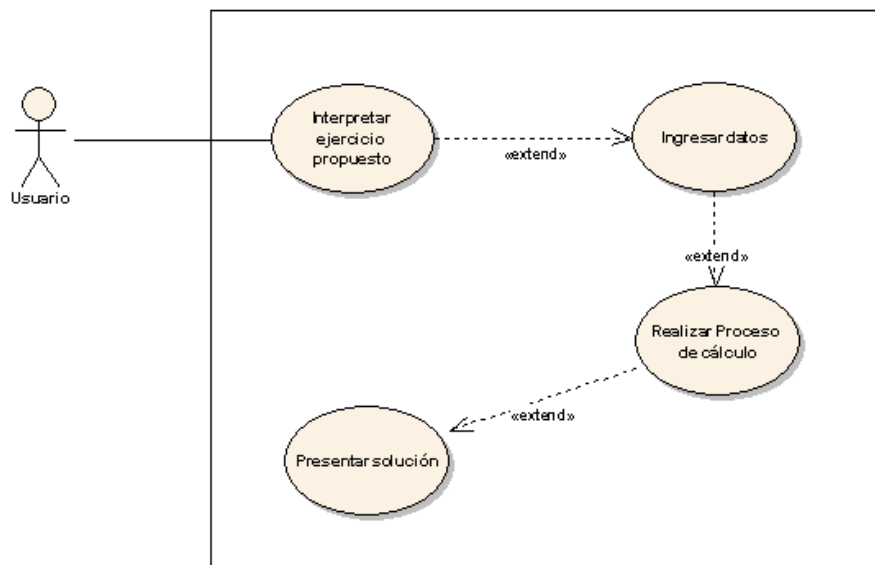 Usuario
Interpretar
ejercicio
propuesto
«extend»
Ingresar datos
«extend»
Realizar Proceso
de cálculo
«extend»
Presentar solución